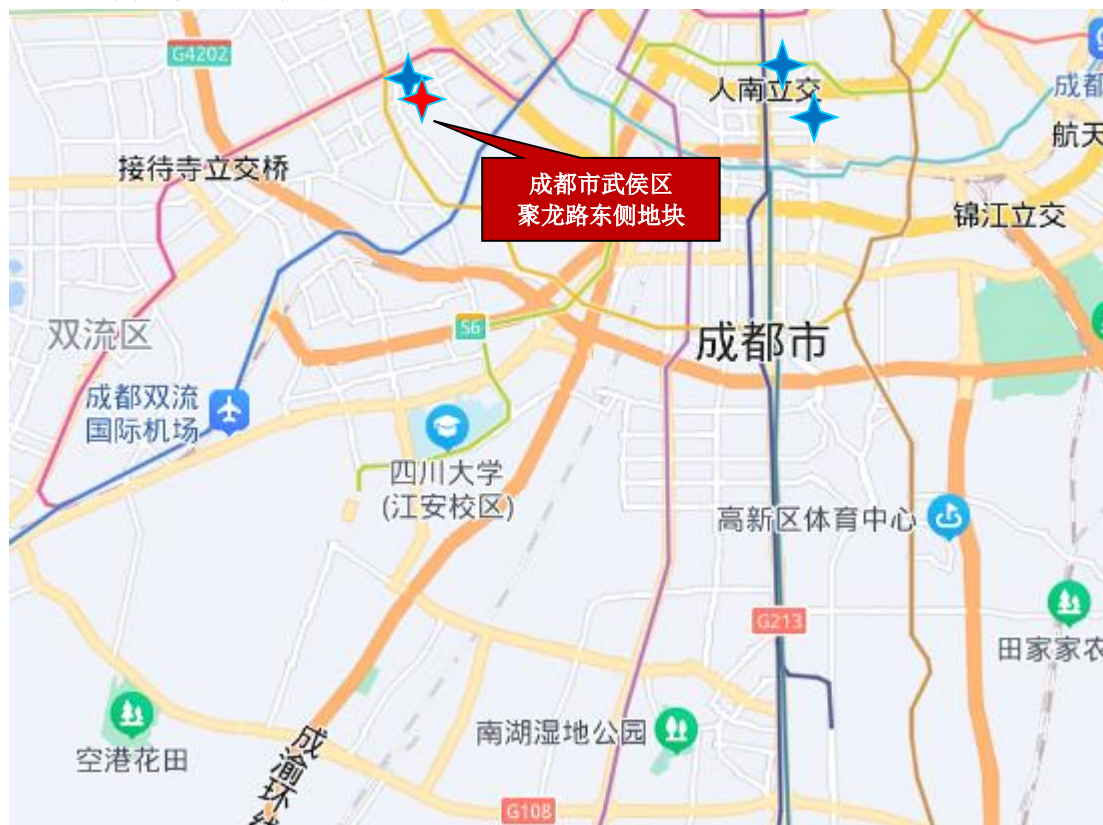 G4202
人南立交
成都
航天
接待寺立交桥
成都市武侯区
聚龙路东侧地块
锦江立交
双流区
S6
成都市
成都双流
国际机场
四川大学
(江安校区)
高新区体育中心
G213
田家家农
南湖湿地公园
空港花田
成渝环线
G108